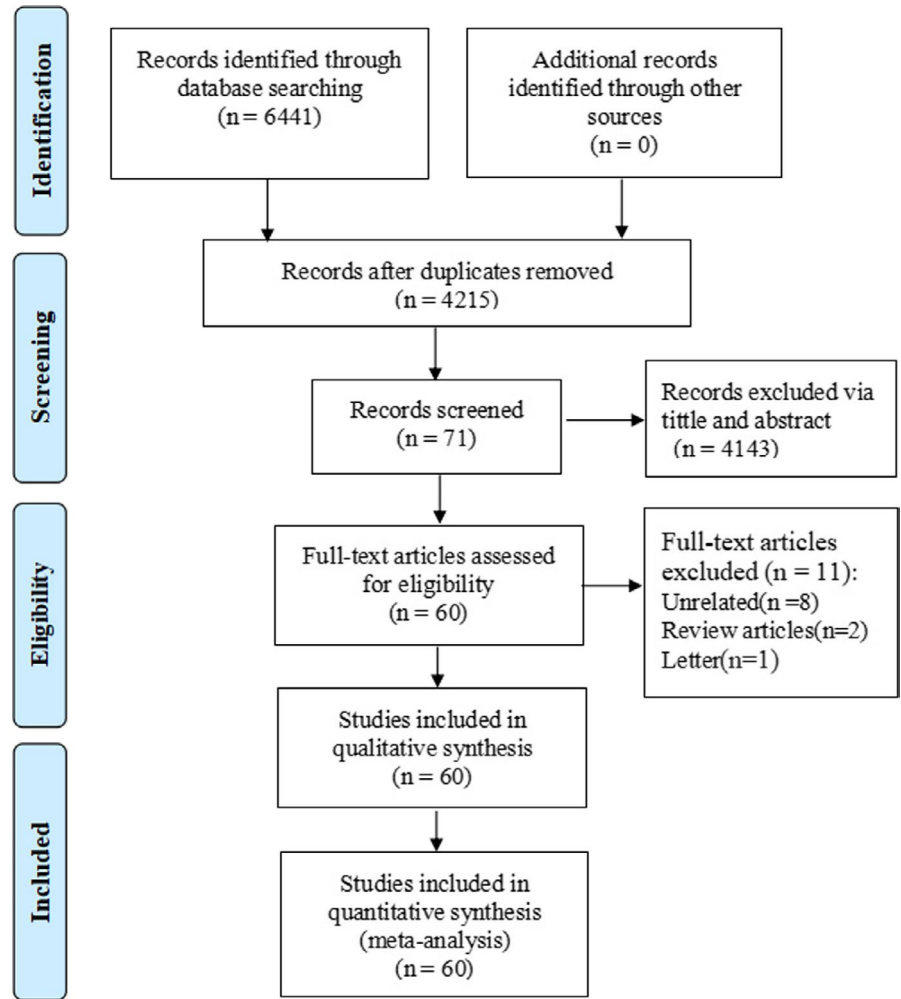 Identification
Records identified through
database searching
(n = 6441)
Additional records
identified through other
sources
(n = 0)
Screening
Records after duplicates removed
(n = 4215)
Records screened
(n = 71)
Records excluded via
tittle and abstract
(n = 4143)
Eligibility
Full-text articles assessed
for eligibility
(n = 60)
Full-text articles
excluded (n = 11):
Unrelated(n =8)
Review articles(n=2)
Letter(n=1)
Studies included in
qualitative synthesis
(n = 60)
Included
Studies included in
quantitative synthesis
(meta-analysis)
(n = 60)